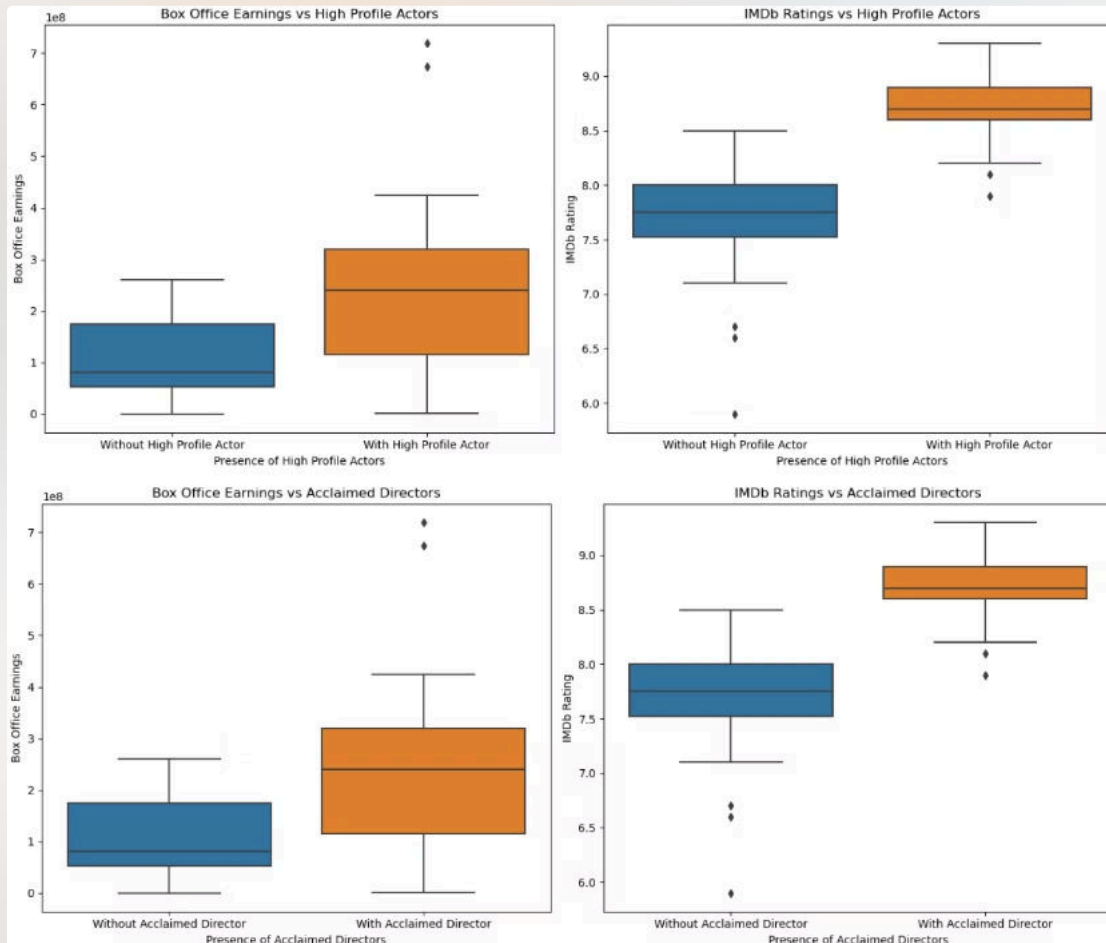 Box Office Earnings vs High Profile Actors
1e8
7
6
5
4
3
2
1
0
Box Office Earnings
Without High Profile Actor
With High Profile Actor
Presence of High Profile Actors
IMDb Ratings vs High Profile Actors
9.0
8.5
8.0
7.5
7.0
6.5
6.0
IMDb Rating
Without High Profile Actor
With High Profile Actor
Presence of High Profile Actors
Box Office Earnings vs Acclaimed Directors
1e8
7
6
5
4
3
2
1
0
Box Office Earnings
Without Acclaimed Director
With Acclaimed Director
Presence of Acclaimed Directors
IMDb Ratings vs Acclaimed Directors
9.0
8.5
8.0
7.5
7.0
6.5
6.0
IMDb Rating
Without Acclaimed Director
With Acclaimed Director
Presence of Acclaimed Directors